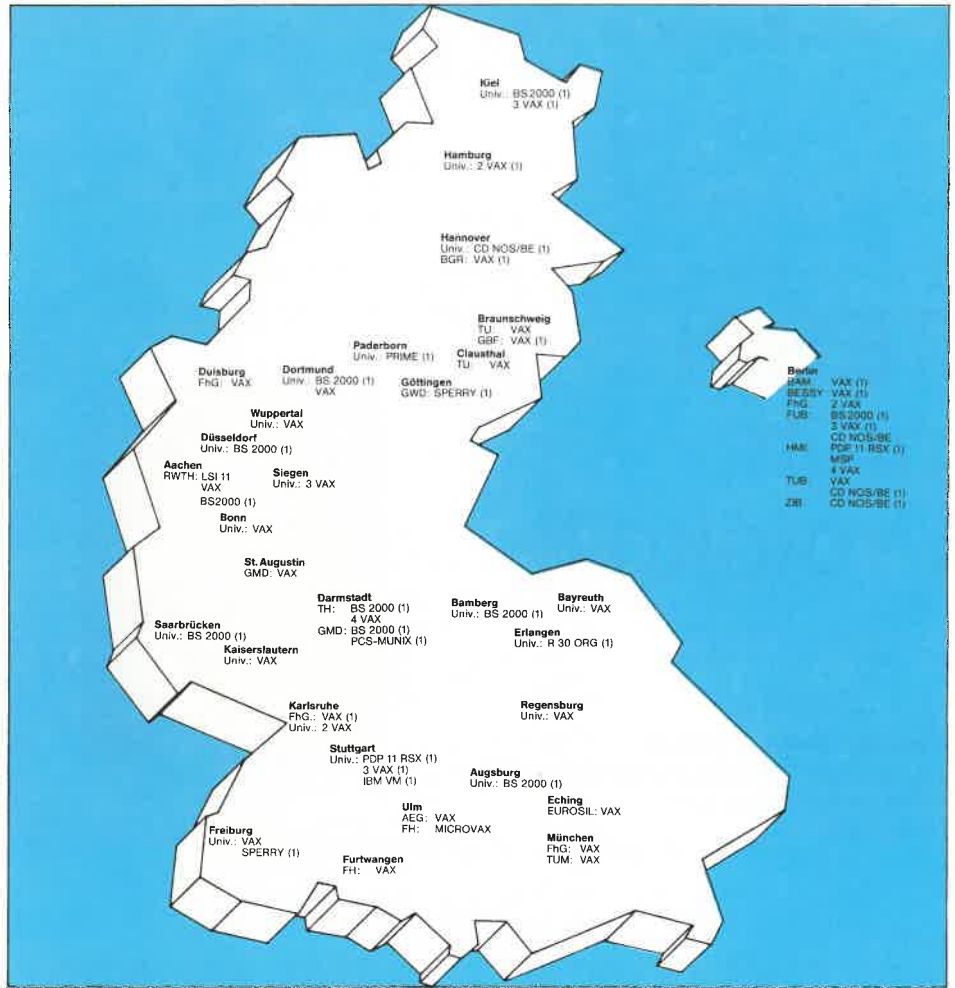 Kiel
Univ.: BS 2000 (1)
3 VAX (1)
Hamburg
Univ.: 2 VAX (1)
Hannover
Univ.: CD NOS/BE (1)
BGR: VAX (1)
Braunschweig
TU: VAX
GBF: VAX (1)
Clausthal
TU: VAX
Paderborn
Univ.: PRIME (1)
Göttingen
GWD: SPERRY (1)
Duisburg
FhG: VAX
Dortmund
Univ.: BS 2000 (1)
VAX
Wuppertal
Univ.: VAX
Düsseldorf
Univ.: BS 2000 (1)
Aachen
RWTH: LSI 11
VAX
BS2000 (1)
Siegen
Univ.: 3 VAX
Bonn
Univ.: VAX
St. Augustin
GMD: VAX
Berlin
BAM: VAX (1)
BESSY: VAX (1)
FhG: 2 VAX
FUB: BS 2000 (1)
3 VAX (1)
CD NOS/BE
HMI: PDP 11 RSX (1)
MSP
4 VAX
TUB: VAX
CD NOS/BE (1)
ZIB: CD NOS/BE (1)
Darmstadt
TH: BS 2000 (1)
4 VAX
GMD: BS 2000 (1)
PCS-MUNIX (1)
Bamberg
Univ.: BS 2000 (1)
Bayreuth
Univ.: VAX
Erlangen
Univ.: R 30 ORG (1)
Saarbrücken
Univ.: BS 2000 (1)
Kaiserslautern
Univ.: VAX
Karlsruhe
FhG.: VAX (1)
Univ.: 2 VAX
Regensburg
Univ.: VAX
Stuttgart
Univ.: PDP 11 RSX (1)
3 VAX (1)
IBM VM (1)
Augsburg
Univ.: BS 2000 (1)
Ulm
AEG: VAX
FH: MICROVAX
Eching
EUROSIL: VAX
Freiburg
Univ.: VAX
SPERRY (1)
Furtwangen
FH: VAX
München
FhG: VAX
TUM: VAX